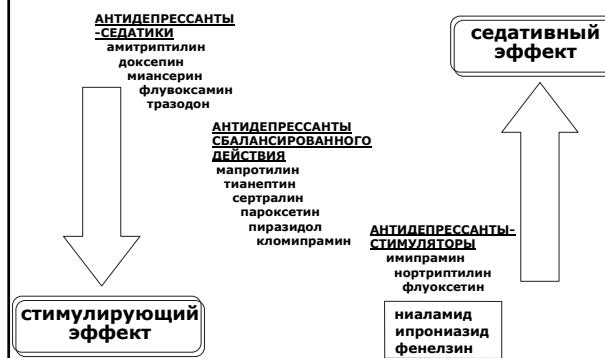 АНТИДЕПРЕССАНТЫ
-СЕДАТИКИ
амитриптилин
доксепин
миансерин
флувоксамин
тразодон
седативный
эффект
АНТИДЕПРЕССАНТЫ
СБАЛАНСИРОВАННОГО
ДЕЙСТВИЯ
мапротилин
тианептин
сертралин
пароксетин
пиразидол
кломипрамин
АНТИДЕПРЕССАНТЫ-
СТИМУЛЯТОРЫ
имипрамин
нортриптилин
флуоксетин
ниаламид
ипрониазид
фенелзин
стимулирующий
эффект